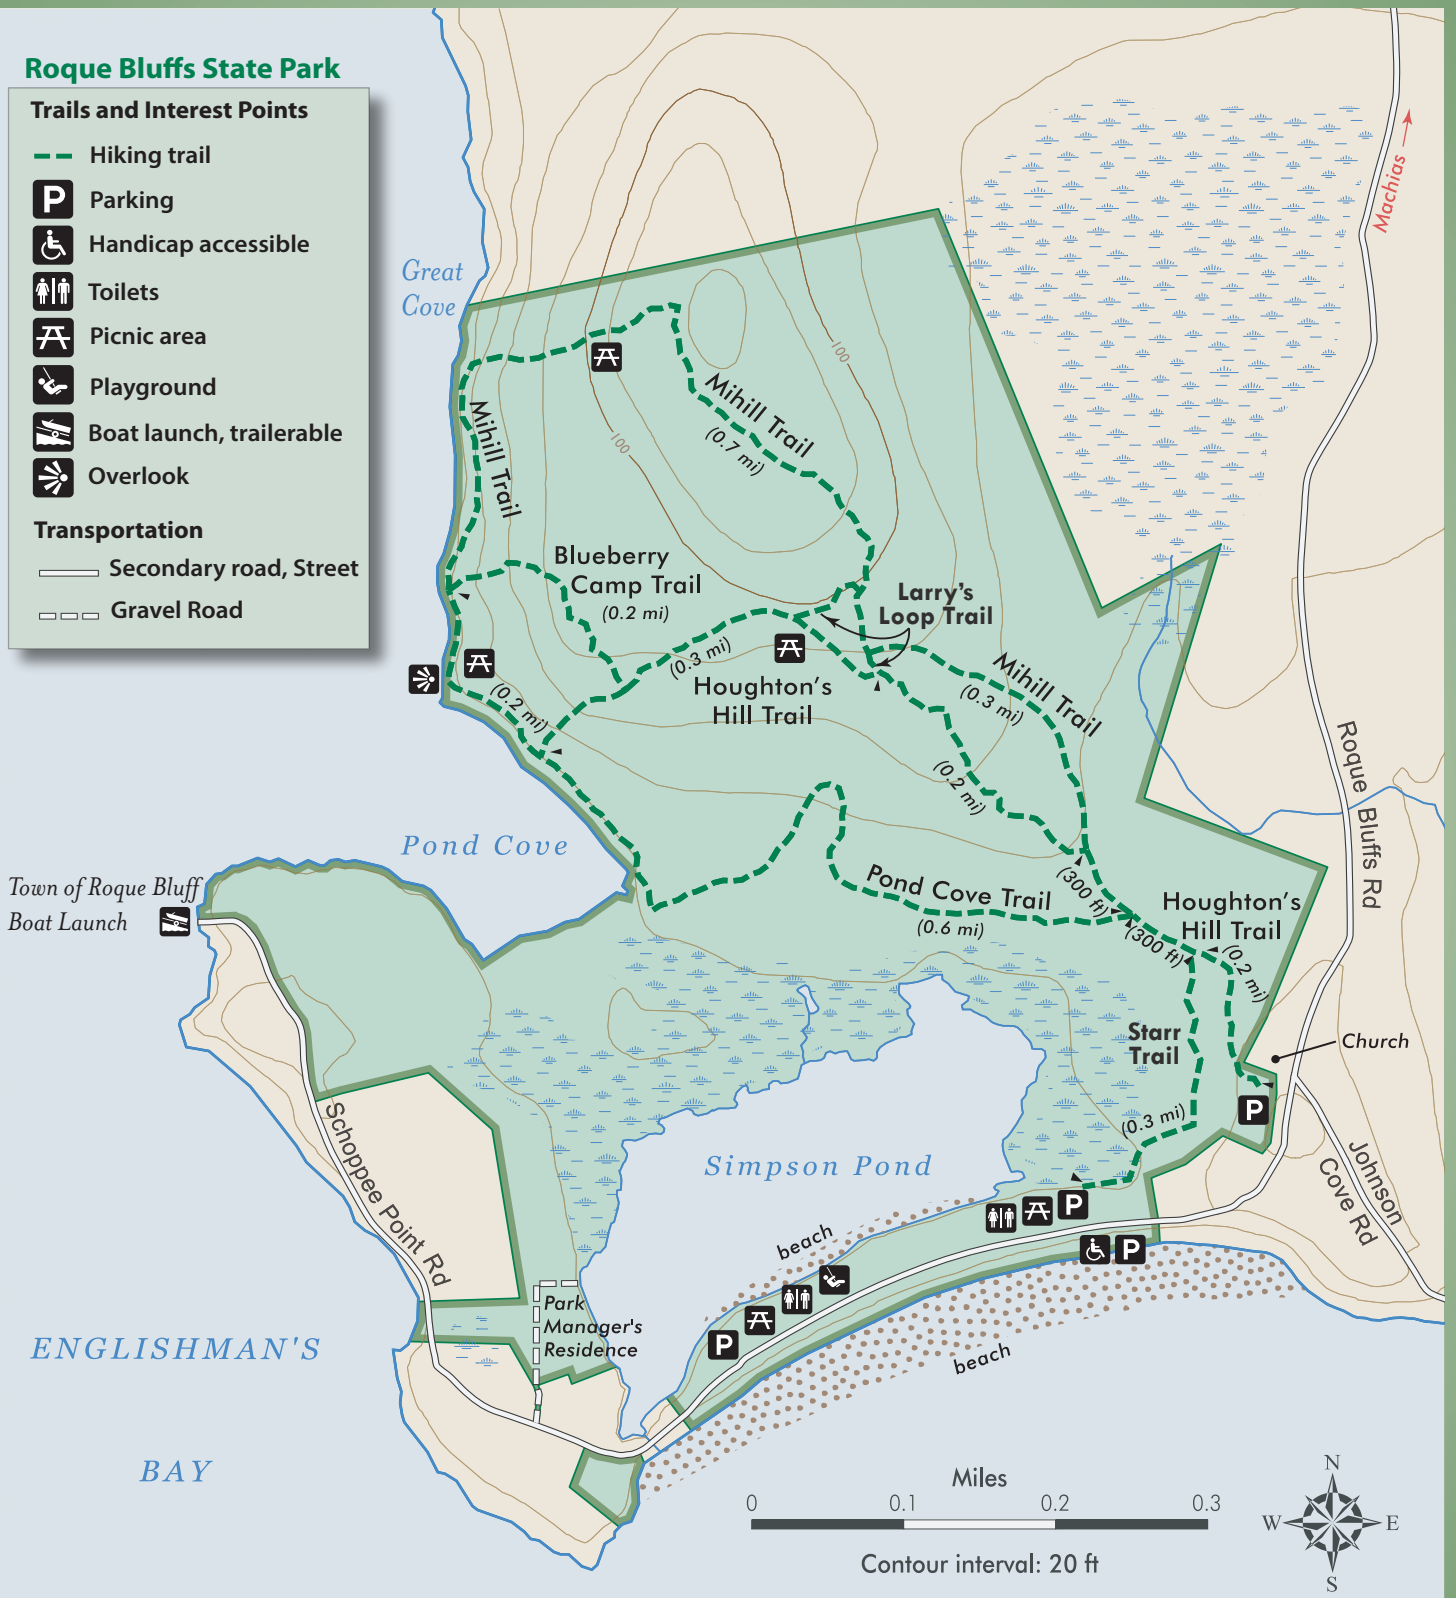 Roque Bluffs State Park
Trails and Interest Points
Hiking trail
P
Parking
Handicap accessible
Toilets
Picnic area
Playground
Boat launch, trailerable
Overlook
Transportation
Secondary road, Street
Gravel Road
Machias
Great
Cove
100
100
Mihill Trail
(0.7 mi)
Mihill Trail
Blueberry
Camp Trail
(0.2 mi)
Larry's
Loop Trail
(0.3 mi)
Houghton's
Hill Trail
Mihill Trail
(0.3 mi)
(0.2 mi)
(0.2 mi)
Roque Bluffs Rd
Pond Cove
Town of Roque Bluff
Boat Launch
Pond Cove Trail
(0.6 mi)
(300 ft)
(300 ft)
Houghton's
Hill Trail
(0.2 mi)
Starr
Trail
(0.3 mi)
Church
P
Schoppee Point Rd
Simpson Pond
Johnson
Cove Rd
beach
P
P
P
Park
Manager's
Residence
beach
ENGLISHMAN'S
BAY
Miles
0
0.1
0.2
0.3
Contour interval: 20 ft
N
W
E
S